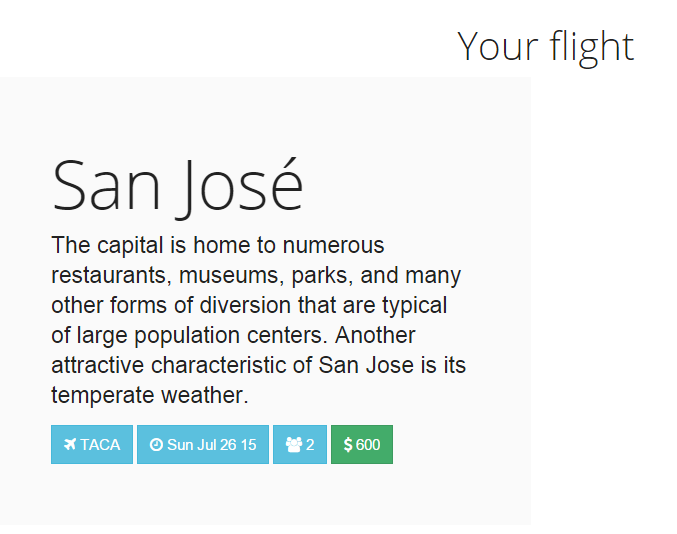 Your flight
San José
The capital is home to numerous
restaurants, museums, parks, and many
other forms of diversion that are typical
of large population centers. Another
attractive characteristic of San Jose is its
temperate weather.
TACA Sun Jul 26 15 2 $ 600